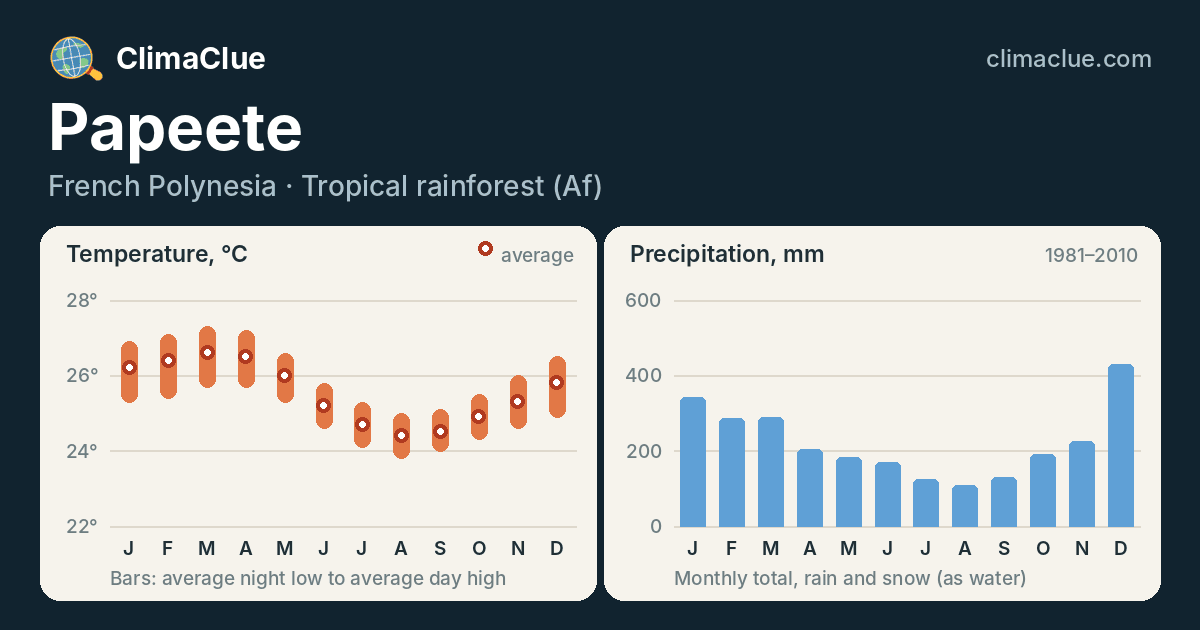 ClimaClue
climaclue.com
Papeete
French Polynesia · Tropical rainforest (Af)
Temperature, °C
average
28°
26°
24°
22°
J F M A M J J A S O N D
Bars: average night low to average day high
Precipitation, mm
1981–2010
600
400
200
0
J F M A M J J A S O N D
Monthly total, rain and snow (as water)